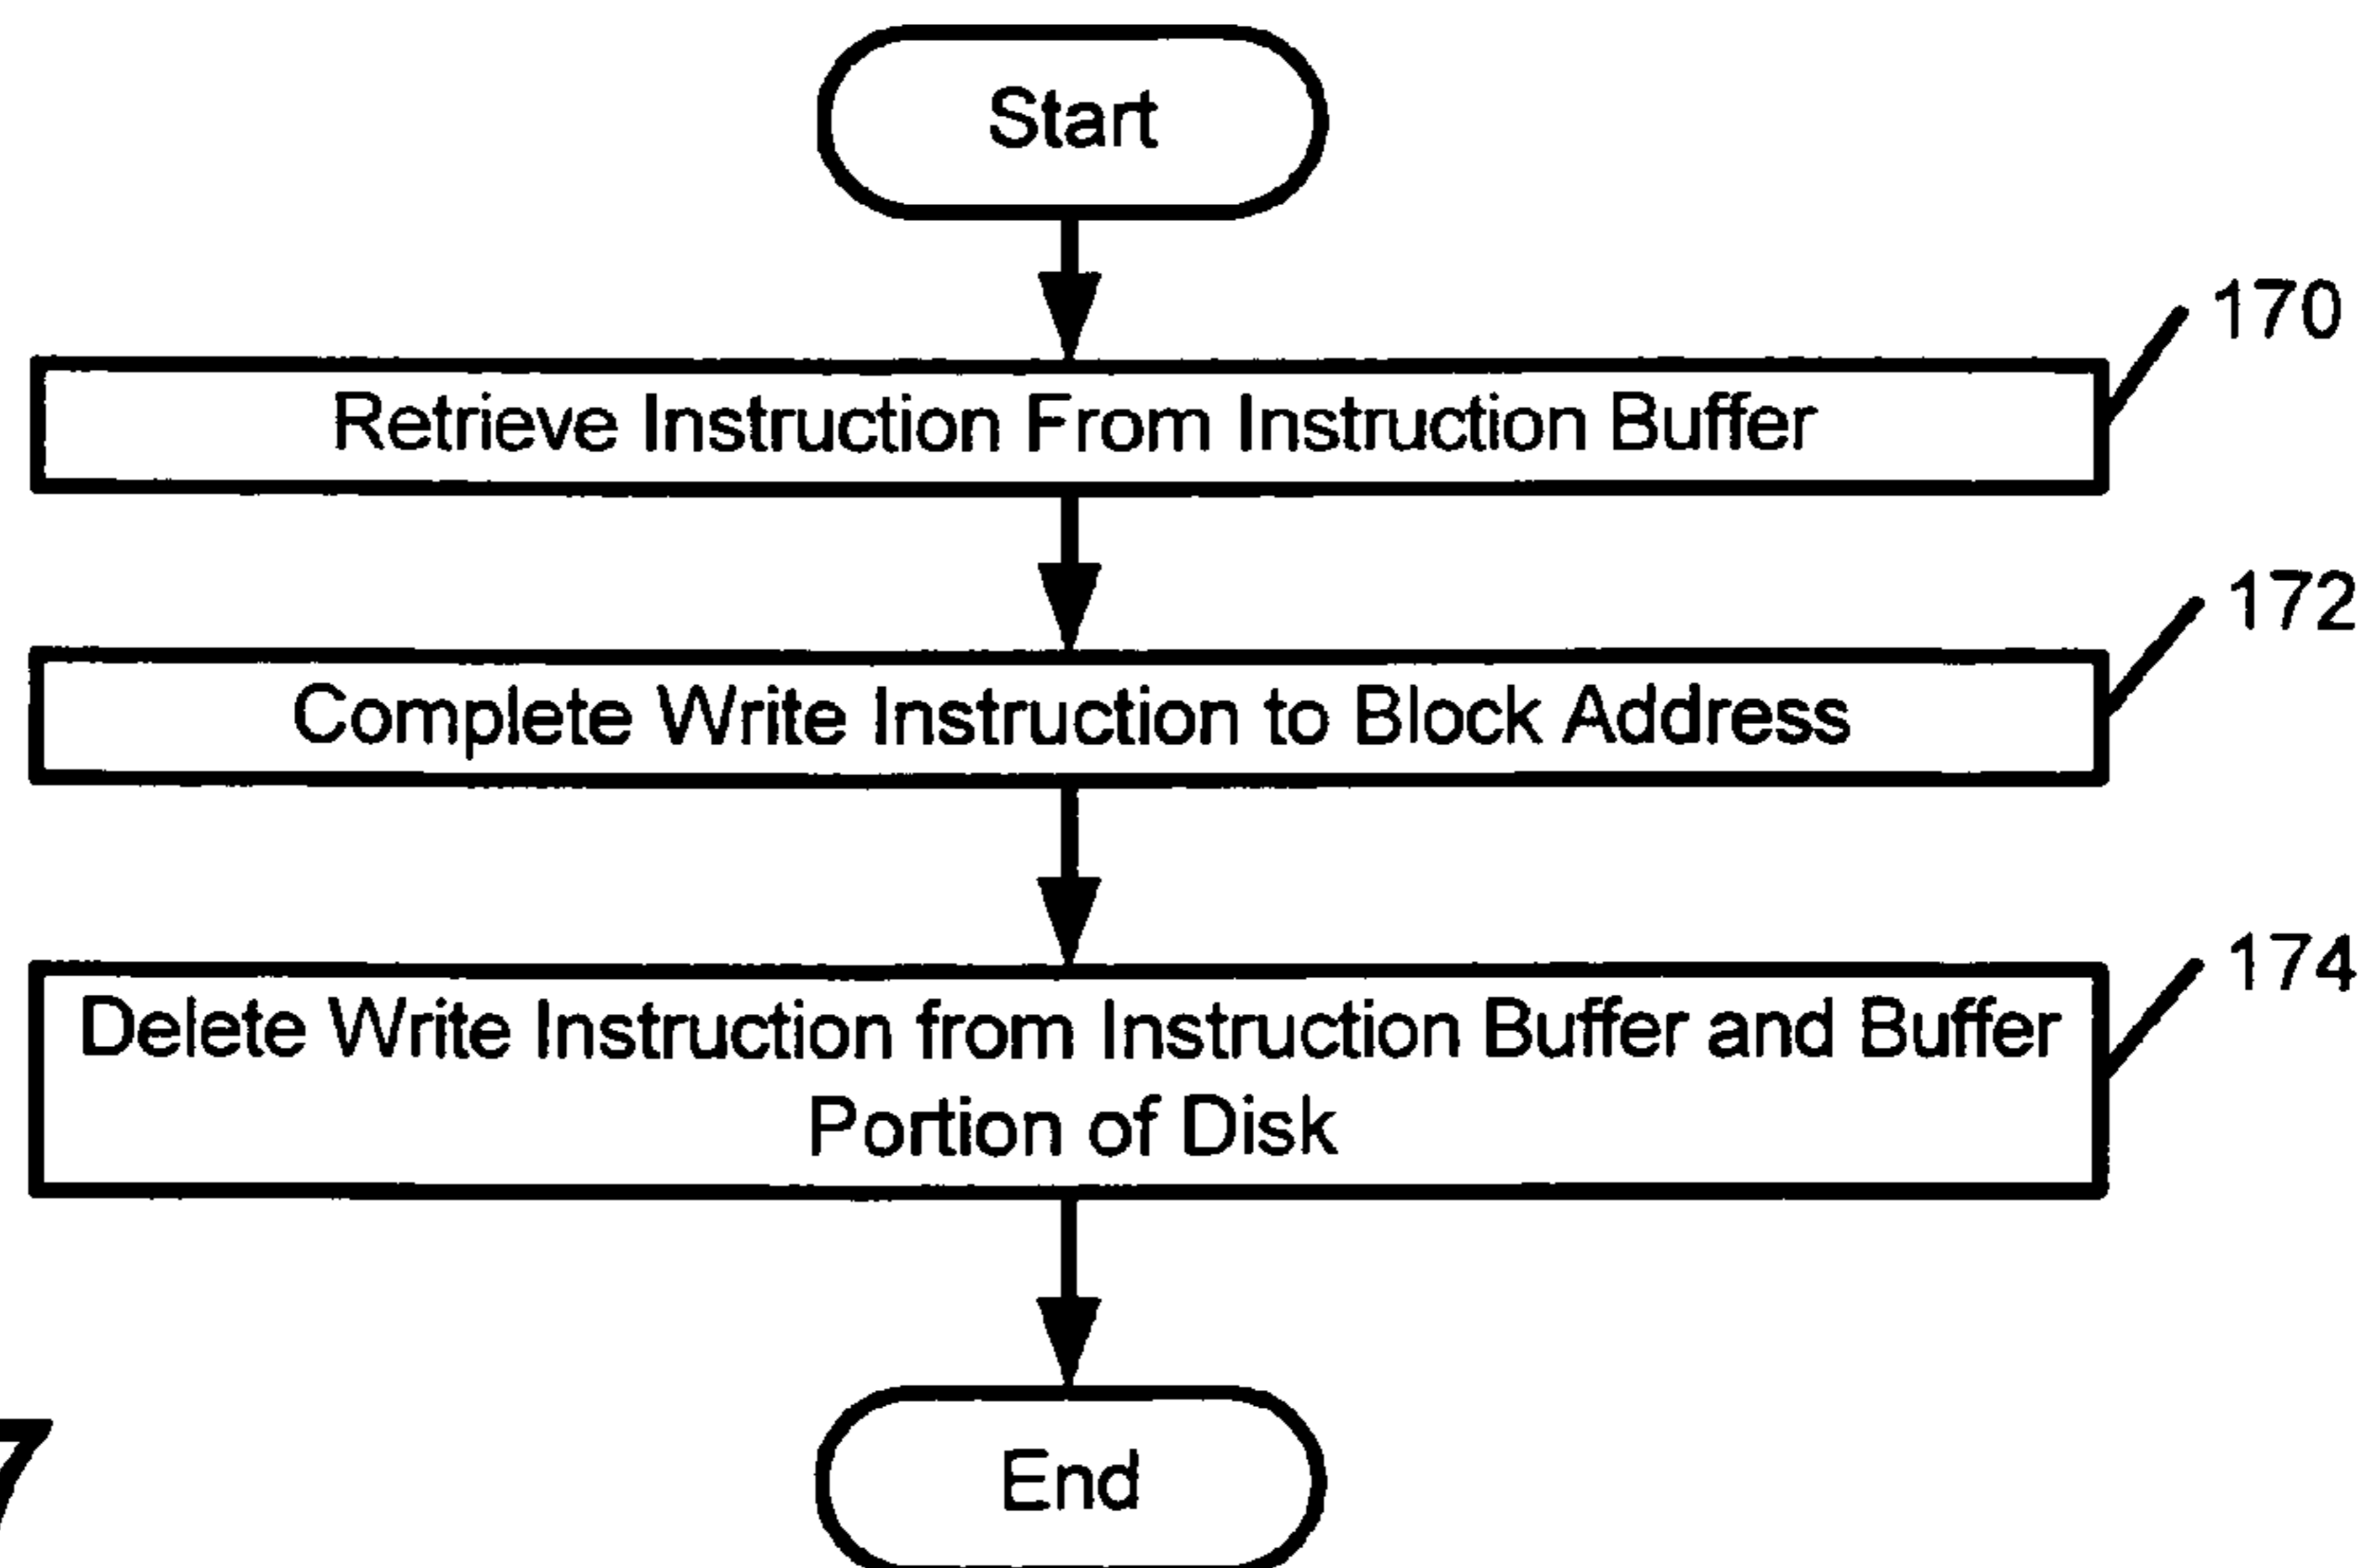 Start
170
Retrieve Instruction From Instruction Buffer
172
Complete Write Instruction to Block Address
174
Delete Write Instruction from Instruction Buffer and Buffer
Portion of Disk
End
7